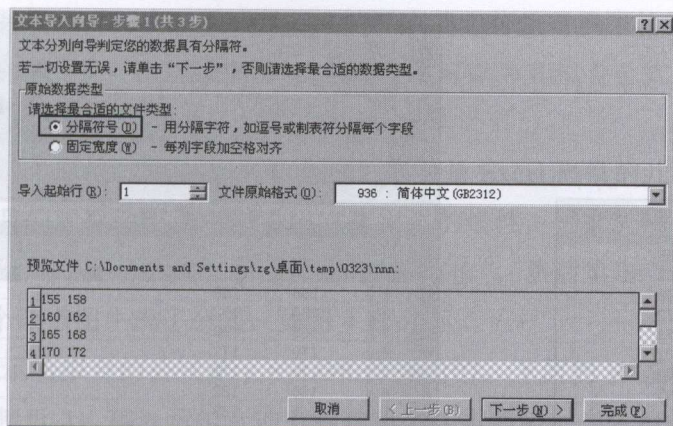 文本导入向导 - 步骤 1 (共 3 步)
文本分列向导判定您的数据具有分隔符。
若一切设置无误，请单击“下一步”，否则请选择最合适的数据类型。
原始数据类型
请选择最合适的文件类型:
分隔符号(D) - 用分隔字符，如逗号或制表符分隔每个字段
固定宽度(W) - 每列字段加空格对齐
导入起始行(R): 1 文件原始格式(O): 936 : 简体中文(GB2312)
预览文件 C:\Documents and Settings\zg\桌面\temp\0323\nnn:
1 155 158
2 160 162
3 165 168
4 170 172
取消 < 上一步(B) 下一步(N) > 完成(F)